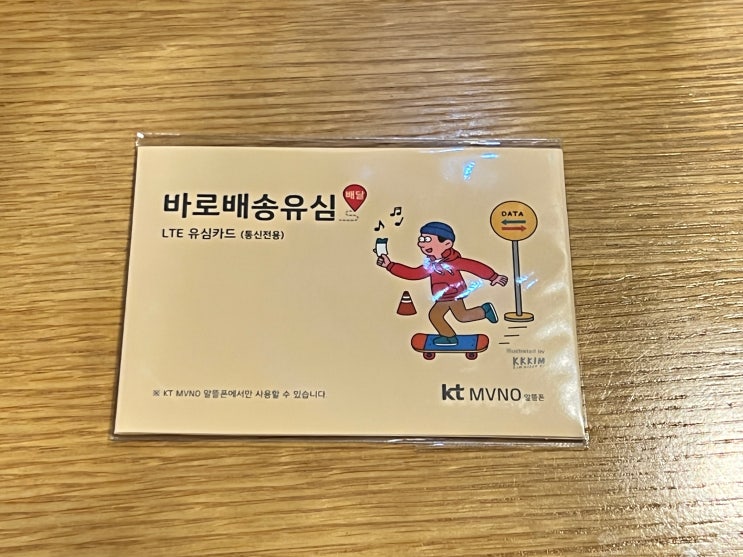 바로배송유심
배달
LTE 유심카드 (통신전용)
DATA
illustrated by
KKKIM
※ KT MVNO 알뜰폰에서만 사용할 수 있습니다
kt MVNO 알뜰폰